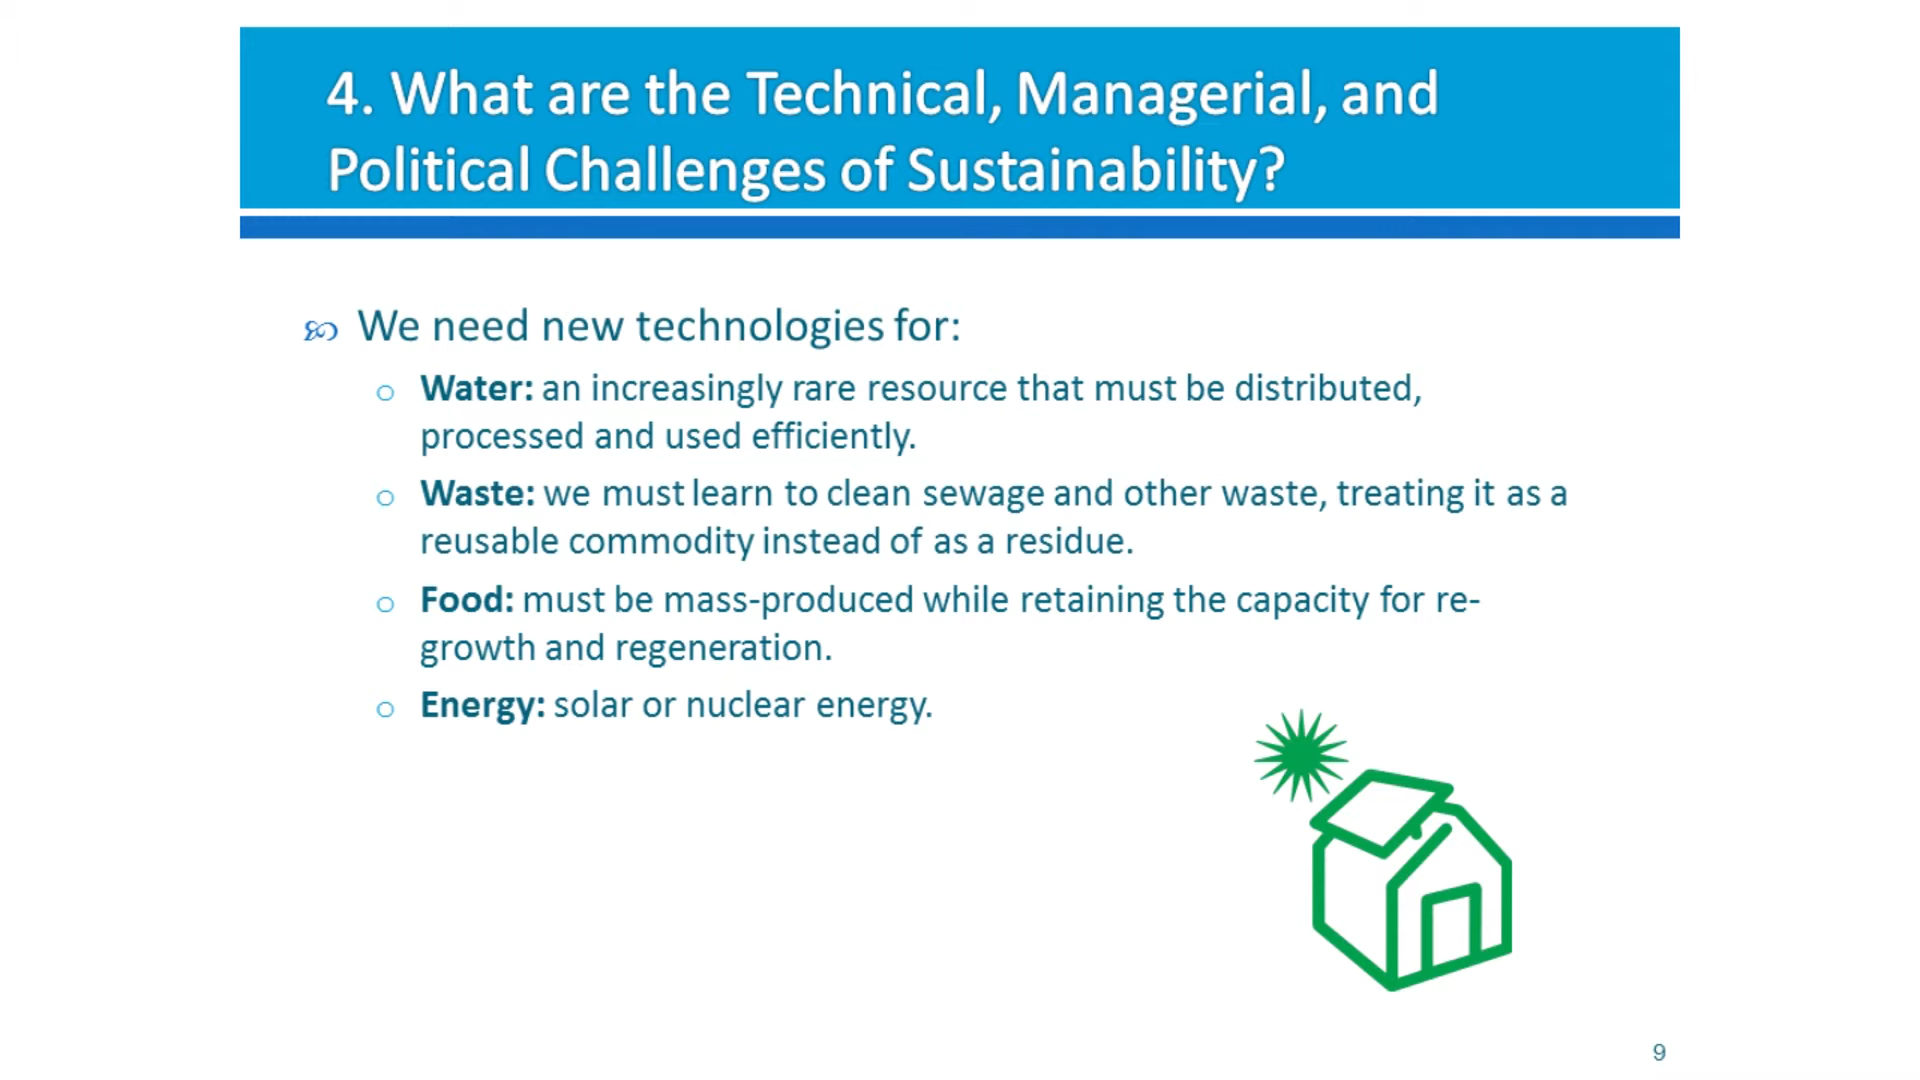 4. What are the Technical, Managerial, and
Political Challenges of Sustainability?
We need new technologies for:
Water: an increasingly rare resource that must be distributed,
processed and used efficiently.
Waste: we must learn to clean sewage and other waste, treating it as a
reusable commodity instead of as a residue.
Food: must be mass-produced while retaining the capacity for re-
growth and regeneration.
Energy: solar or nuclear energy.
9